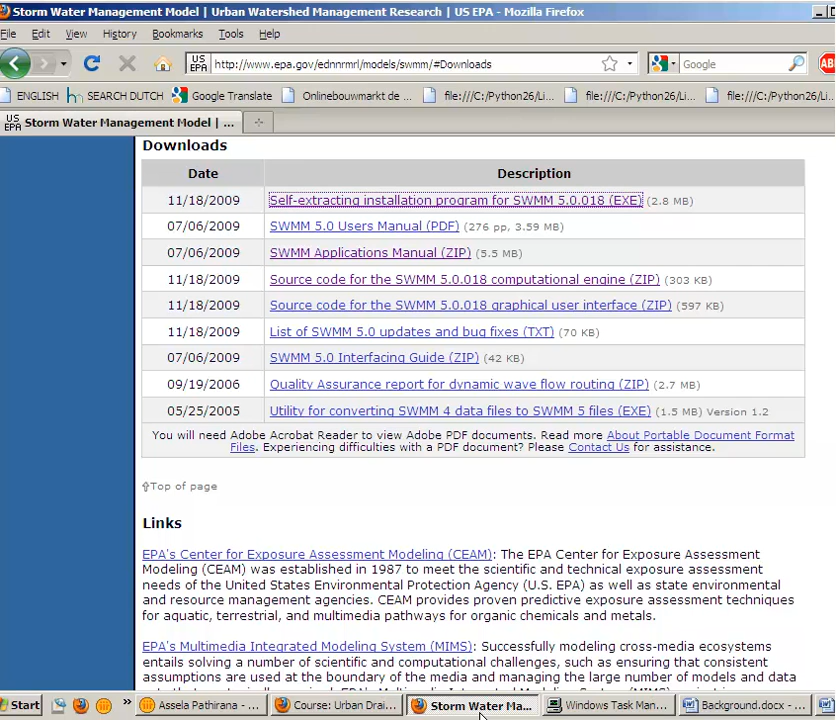 Storm Water Management Model | Urban Watershed Management Research | US EPA - Mozilla Firefox
File Edit View History Bookmarks Tools Help
US EPA http://www.epa.gov/ednnrmrl/models/swmm/#Downloads Google ABP
ENGLISH SEARCH DUTCH Google Translate Onlinebouwmarkt de ... file:///C:/Python26/Li... file:///C:/Python26/Li... file:///C:/Python26/Li...
US EPA Storm Water Management Model | ...
Downloads
Date Description
11/18/2009 Self-extracting installation program for SWMM 5.0.018 (EXE) (2.8 MB)
07/06/2009 SWMM 5.0 Users Manual (PDF) (276 pp, 3.59 MB)
07/06/2009 SWMM Applications Manual (ZIP) (5.5 MB)
11/18/2009 Source code for the SWMM 5.0.018 computational engine (ZIP) (303 KB)
11/18/2009 Source code for the SWMM 5.0.018 graphical user interface (ZIP) (597 KB)
11/18/2009 List of SWMM 5.0 updates and bug fixes (TXT) (70 KB)
07/06/2009 SWMM 5.0 Interfacing Guide (ZIP) (42 KB)
09/19/2006 Quality Assurance report for dynamic wave flow routing (ZIP) (2.7 MB)
05/25/2005 Utility for converting SWMM 4 data files to SWMM 5 files (EXE) (1.5 MB) Version 1.2
You will need Adobe Acrobat Reader to view Adobe PDF documents. Read more About Portable Document Format
Files. Experiencing difficulties with a PDF document? Please Contact Us for assistance.
Top of page
Links
EPA's Center for Exposure Assessment Modeling (CEAM): The EPA Center for Exposure Assessment
Modeling (CEAM) was established in 1987 to meet the scientific and technical exposure assessment
needs of the United States Environmental Protection Agency (U.S. EPA) as well as state environmental
and resource management agencies. CEAM provides proven predictive exposure assessment techniques
for aquatic, terrestrial, and multimedia pathways for organic chemicals and metals.
EPA's Multimedia Integrated Modeling System (MIMS): Successfully modeling cross-media ecosystems
entails solving a number of scientific and computational challenges, such as ensuring that consistent
assumptions are used at the boundary of the media and managing the large number of models and data
Start » Assela Pathirana - ... Course: Urban Drai... Storm Water Ma... Windows Task Man... Background.docx - ...